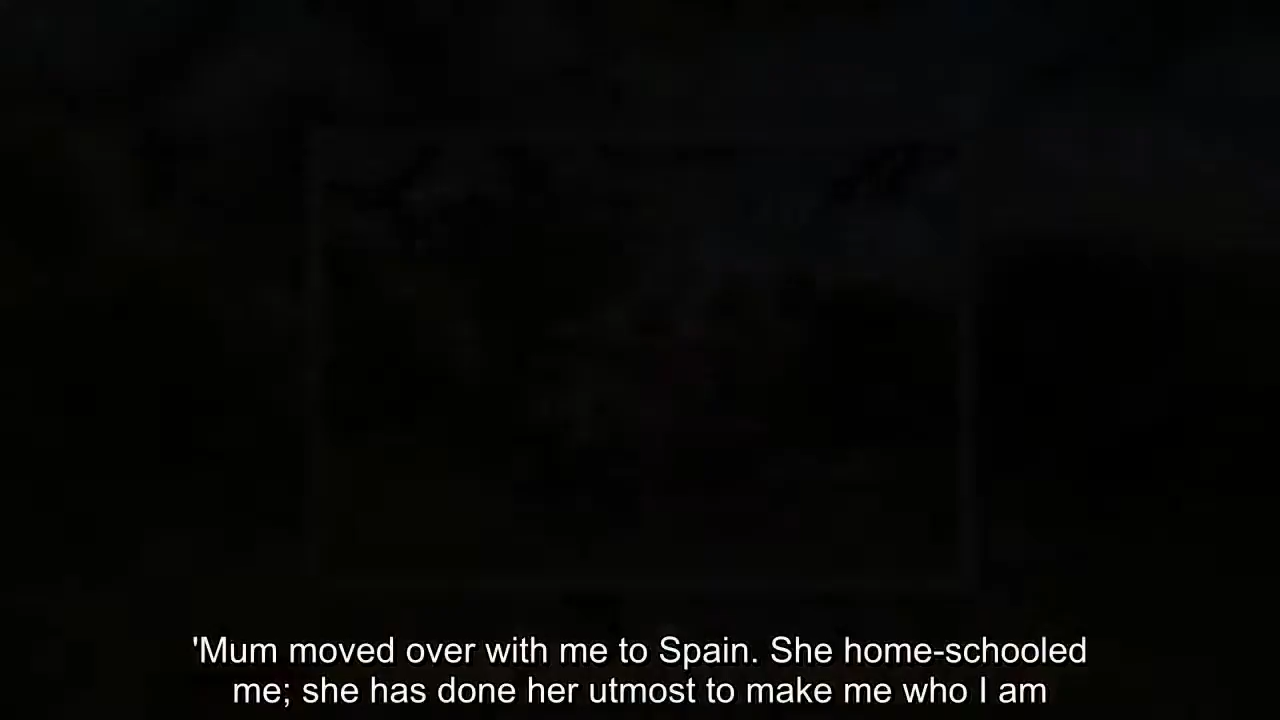 'Mum moved over with me to Spain. She home-schooled
me; she has done her utmost to make me who I am